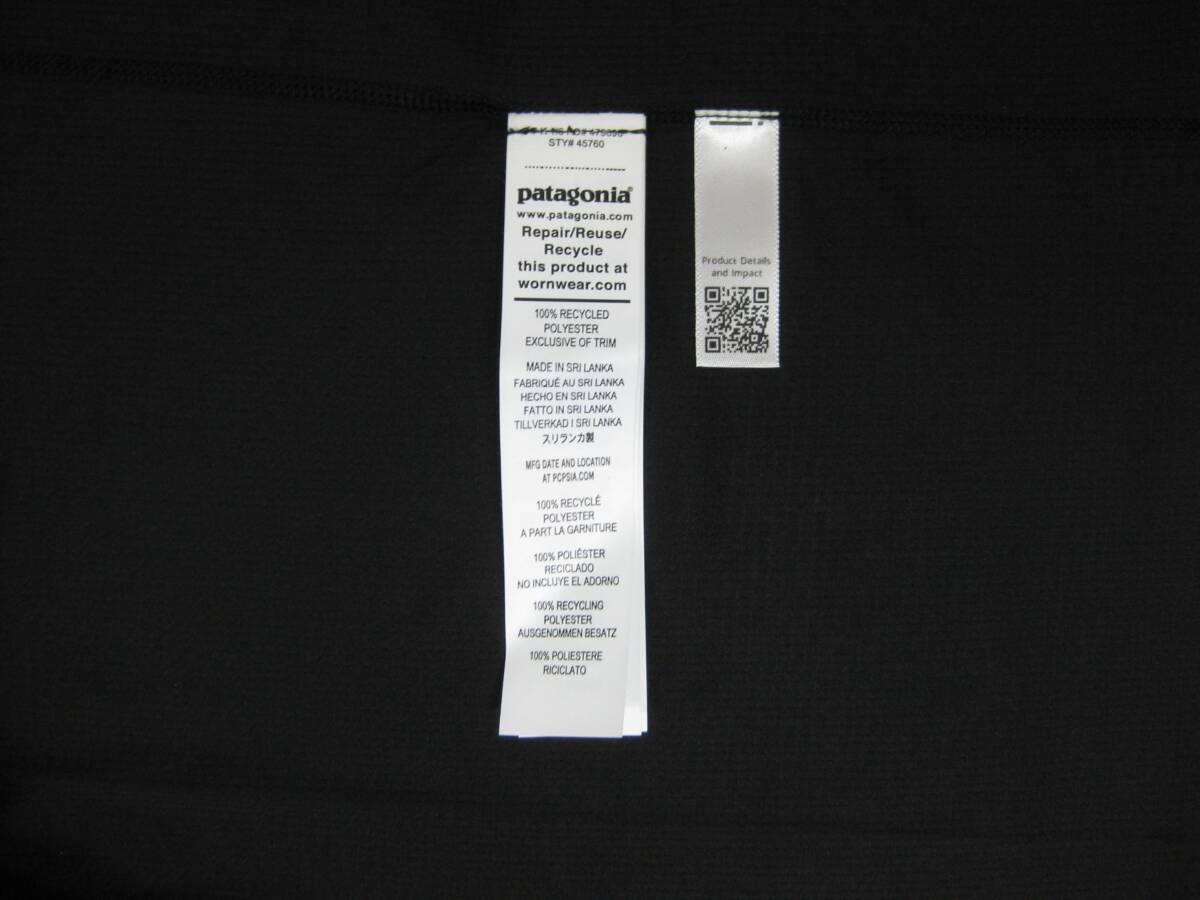 STY# 45760
patagonia®
www.patagonia.com
Repair/Reuse/
Recycle
this product at
wornwear.com
100% RECYCLED
POLYESTER
EXCLUSIVE OF TRIM
MADE IN SRI LANKA
FABRIQUÉ AU SRI LANKA
HECHO EN SRI LANKA
FATTO IN SRI LANKA
TILLVERKAD I SRI LANKA
スリランカ製
MFG DATE AND LOCATION
AT PCPSIA.COM
100% RECYCLÉ
POLYESTER
A PART LA GARNITURE
100% POLIÉSTER
RECICLADO
NO INCLUYE EL ADORNO
100% RECYCLING
POLYESTER
AUSGENOMMEN BESATZ
100% POLIESTERE
RICICLATO
Product Details
and Impact